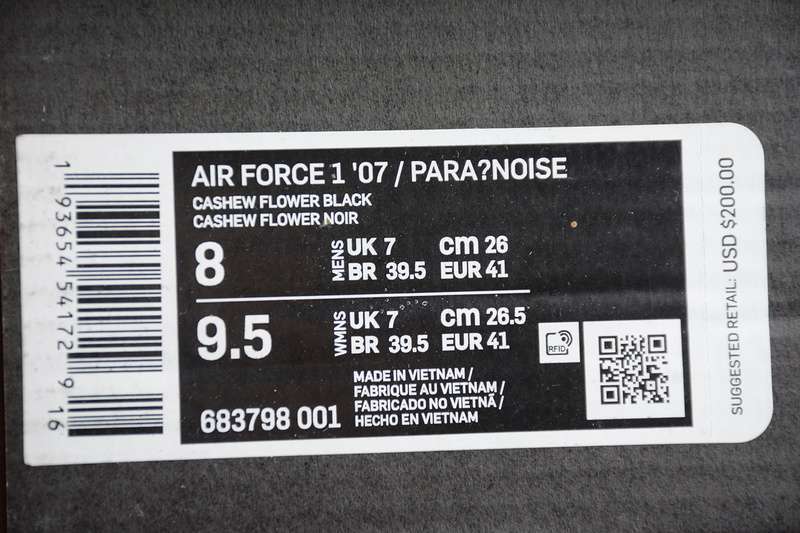 AIR FORCE 1 '07 / PARA?NOISE
CASHEW FLOWER BLACK
CASHEW FLOWER NOIR
8 MENS UK 7 cm 26
BR 39.5 EUR 41
9.5 WMNS UK 7 cm 26.5
BR 39.5 EUR 41
RFID
MADE IN VIETNAM /
FABRIQUE AU VIETNAM /
FABRICADO NO VIETNÃ /
HECHO EN VIETNAM
683798 001
1 93654 54172 9 16
SUGGESTED RETAIL: USD $200.00